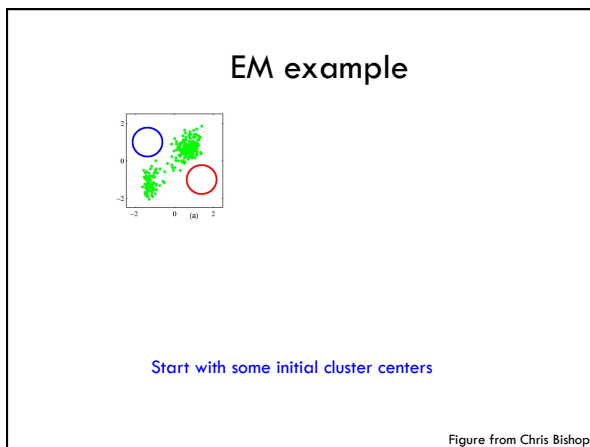 EM example
2
0
−2
−2
0
(a)
2
Start with some initial cluster centers
Figure from Chris Bishop